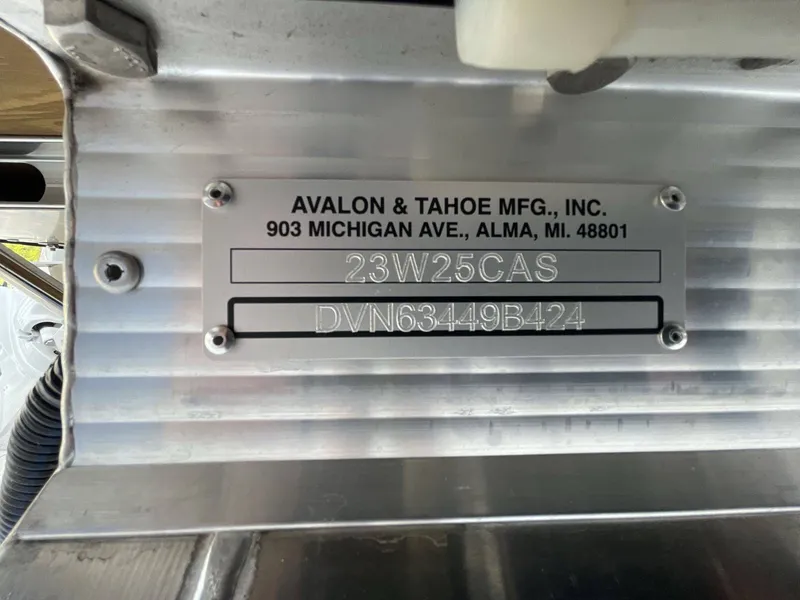 AVALON & TAHOE MFG., INC.
903 MICHIGAN AVE., ALMA, MI. 48801
23W25CAS
DVN63449B424